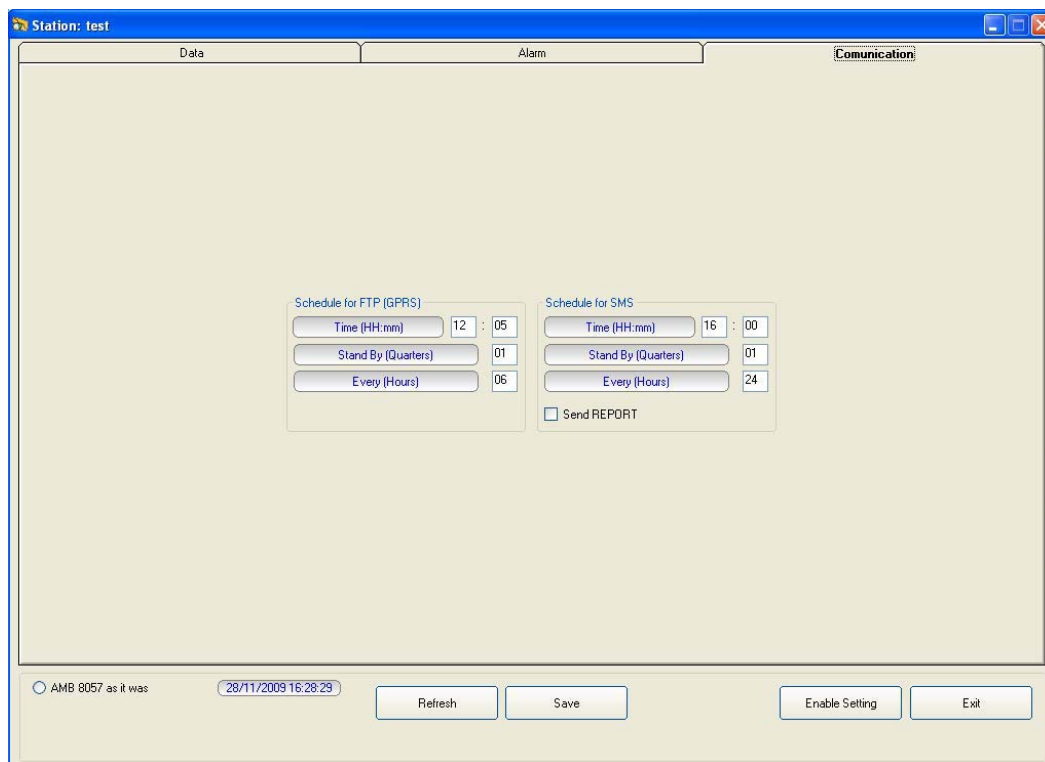 Station: test
Data Alarm Comunication
Schedule for FTP (GPRS)
Time (HH:mm) 12 : 05
Stand By (Quarters) 01
Every (Hours) 06
Schedule for SMS
Time (HH:mm) 16 : 00
Stand By (Quarters) 01
Every (Hours) 24
Send REPORT
AMB 8057 as it was 28/11/2009 16:28:29 Refresh Save Enable Setting Exit